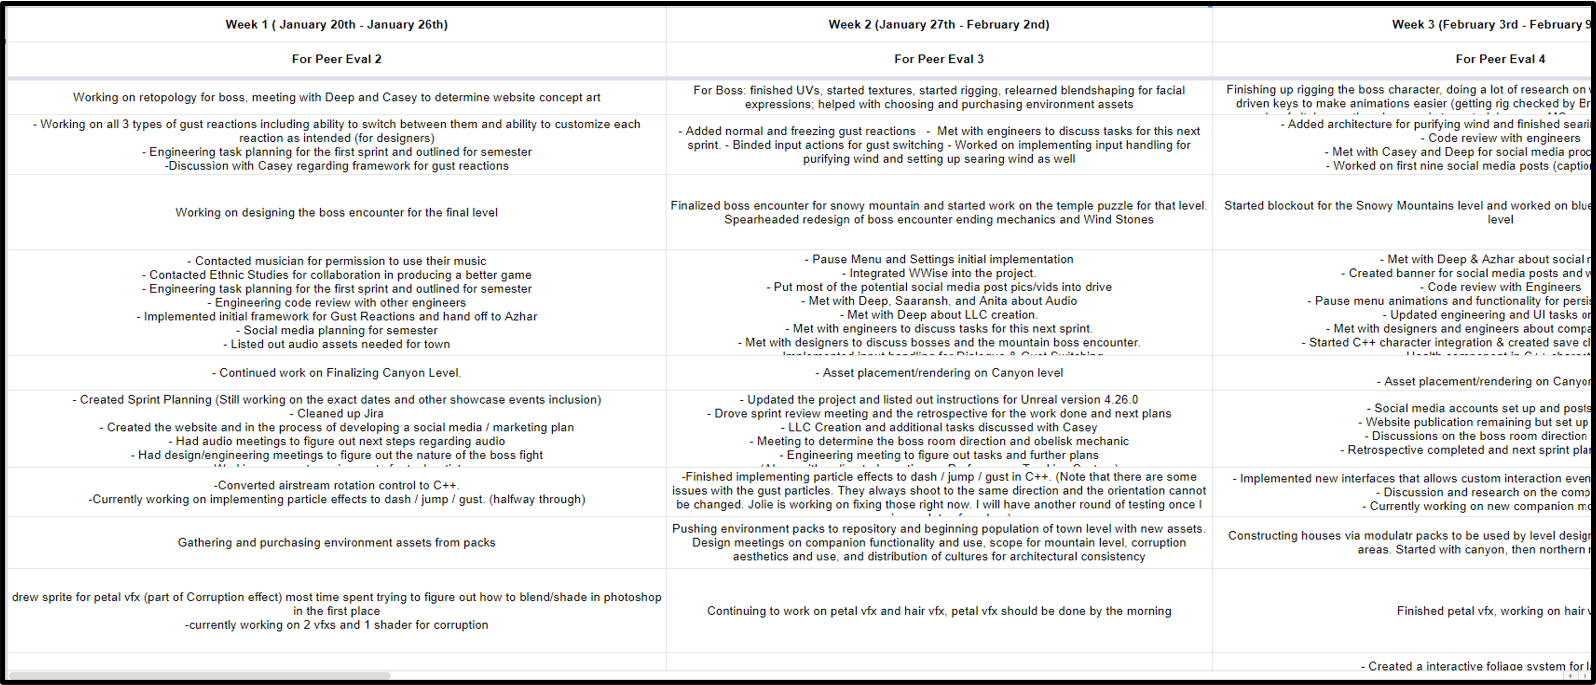 Week 1 ( January 20th - January 26th)
Week 2 (January 27th - February 2nd)
Week 3 (February 3rd - February 9
For Peer Eval 2
For Peer Eval 3
For Peer Eval 4
Working on retopology for boss, meeting with Deep and Casey to determine website concept art
For Boss: finished UVs, started textures, started rigging, relearned blendshaping for facial
expressions; helped with choosing and purchasing environment assets
Finishing up rigging the boss character, doing a lot of research on
driven keys to make animations easier (getting rig checked by
- Working on all 3 types of gust reactions including ability to switch between them and ability to customize each
reaction as intended (for designers)
- Engineering task planning for the first sprint and outlined for semester
-Discussion with Casey regarding framework for gust reactions
- Added normal and freezing gust reactions - Met with engineers to discuss tasks for this next
sprint. - Binded input actions for gust switching - Worked on implementing input handling for
purifying wind and setting up searing wind as well
- Added architecture for purifying wind and finished
- Code review with engineers
- Met with Casey and Deep for social media
- Worked on first nine social media posts
Working on designing the boss encounter for the final level
Finalized boss encounter for snowy mountain and started work on the temple puzzle for that level.
Spearheaded redesign of boss encounter ending mechanics and Wind Stones
Started blockout for the Snowy Mountains level and worked on
level
- Contacted musician for permission to use their music
- Contacted Ethnic Studies for collaboration in producing a better game
- Engineering task planning for the first sprint and outlined for semester
- Engineering code review with other engineers
- Implemented initial framework for Gust Reactions and hand off to Azhar
- Social media planning for semester
- Listed out audio assets needed for town
- Pause Menu and Settings initial implementation
- Integrated WWise into the project.
- Put most of the potential social media post pics/vids into drive
- Met with Deep, Saaransh, and Anita about Audio
- Met with Deep about LLC creation.
- Met with engineers to discuss tasks for this next sprint.
- Met with designers to discuss bosses and the mountain boss encounter.
- Implemented input handling for Dialogue & Gust Switching
- Met with Deep & Azhar about social
- Created banner for social media posts and
- Code review with Engineers
- Pause menu animations and functionality for
- Updated engineering and UI tasks
- Met with designers and engineers about
- Started C++ character integration & created save
- Continued work on Finalizing Canyon Level.
- Asset placement/rendering on Canyon level
- Asset placement/rendering on Canyon
- Created Sprint Planning (Still working on the exact dates and other showcase events inclusion)
- Cleaned up Jira
- Created the website and in the process of developing a social media / marketing plan
- Had audio meetings to figure out next steps regarding audio
- Had design/engineering meetings to figure out the nature of the boss fight
- Updated the project and listed out instructions for Unreal version 4.26.0
- Drove sprint review meeting and the retrospective for the work done and next plans
- LLC Creation and additional tasks discussed with Casey
- Meeting to determine the boss room direction and obelisk mechanic
- Engineering meeting to figure out tasks and further plans
- Social media accounts set up and posts
- Website publication remaining but set up
- Discussions on the boss room direction
- Retrospective completed and next sprint
-Converted airstream rotation control to C++.
-Currently working on implementing particle effects to dash / jump / gust. (halfway through)
-Finished implementing particle effects to dash / jump / gust in C++. (Note that there are some
issues with the gust particles. They always shoot to the same direction and the orientation cannot
be changed. Jolie is working on fixing those right now. I will have another round of testing once I
- Implemented new interfaces that allows custom interaction
- Discussion and research on the
- Currently working on new companion
Gathering and purchasing environment assets from packs
Pushing environment packs to repository and beginning population of town level with new assets.
Design meetings on companion functionality and use, scope for mountain level, corruption
aesthetics and use, and distribution of cultures for architectural consistency
Constructing houses via modulatr packs to be used by level
areas. Started with canyon, then northern
drew sprite for petal vfx (part of Corruption effect) most time spent trying to figure out how to blend/shade in photoshop
in the first place
-currently working on 2 vfxs and 1 shader for corruption
Continuing to work on petal vfx and hair vfx, petal vfx should be done by the morning
Finished petal vfx, working on hair
- Created a interactive foliage system for